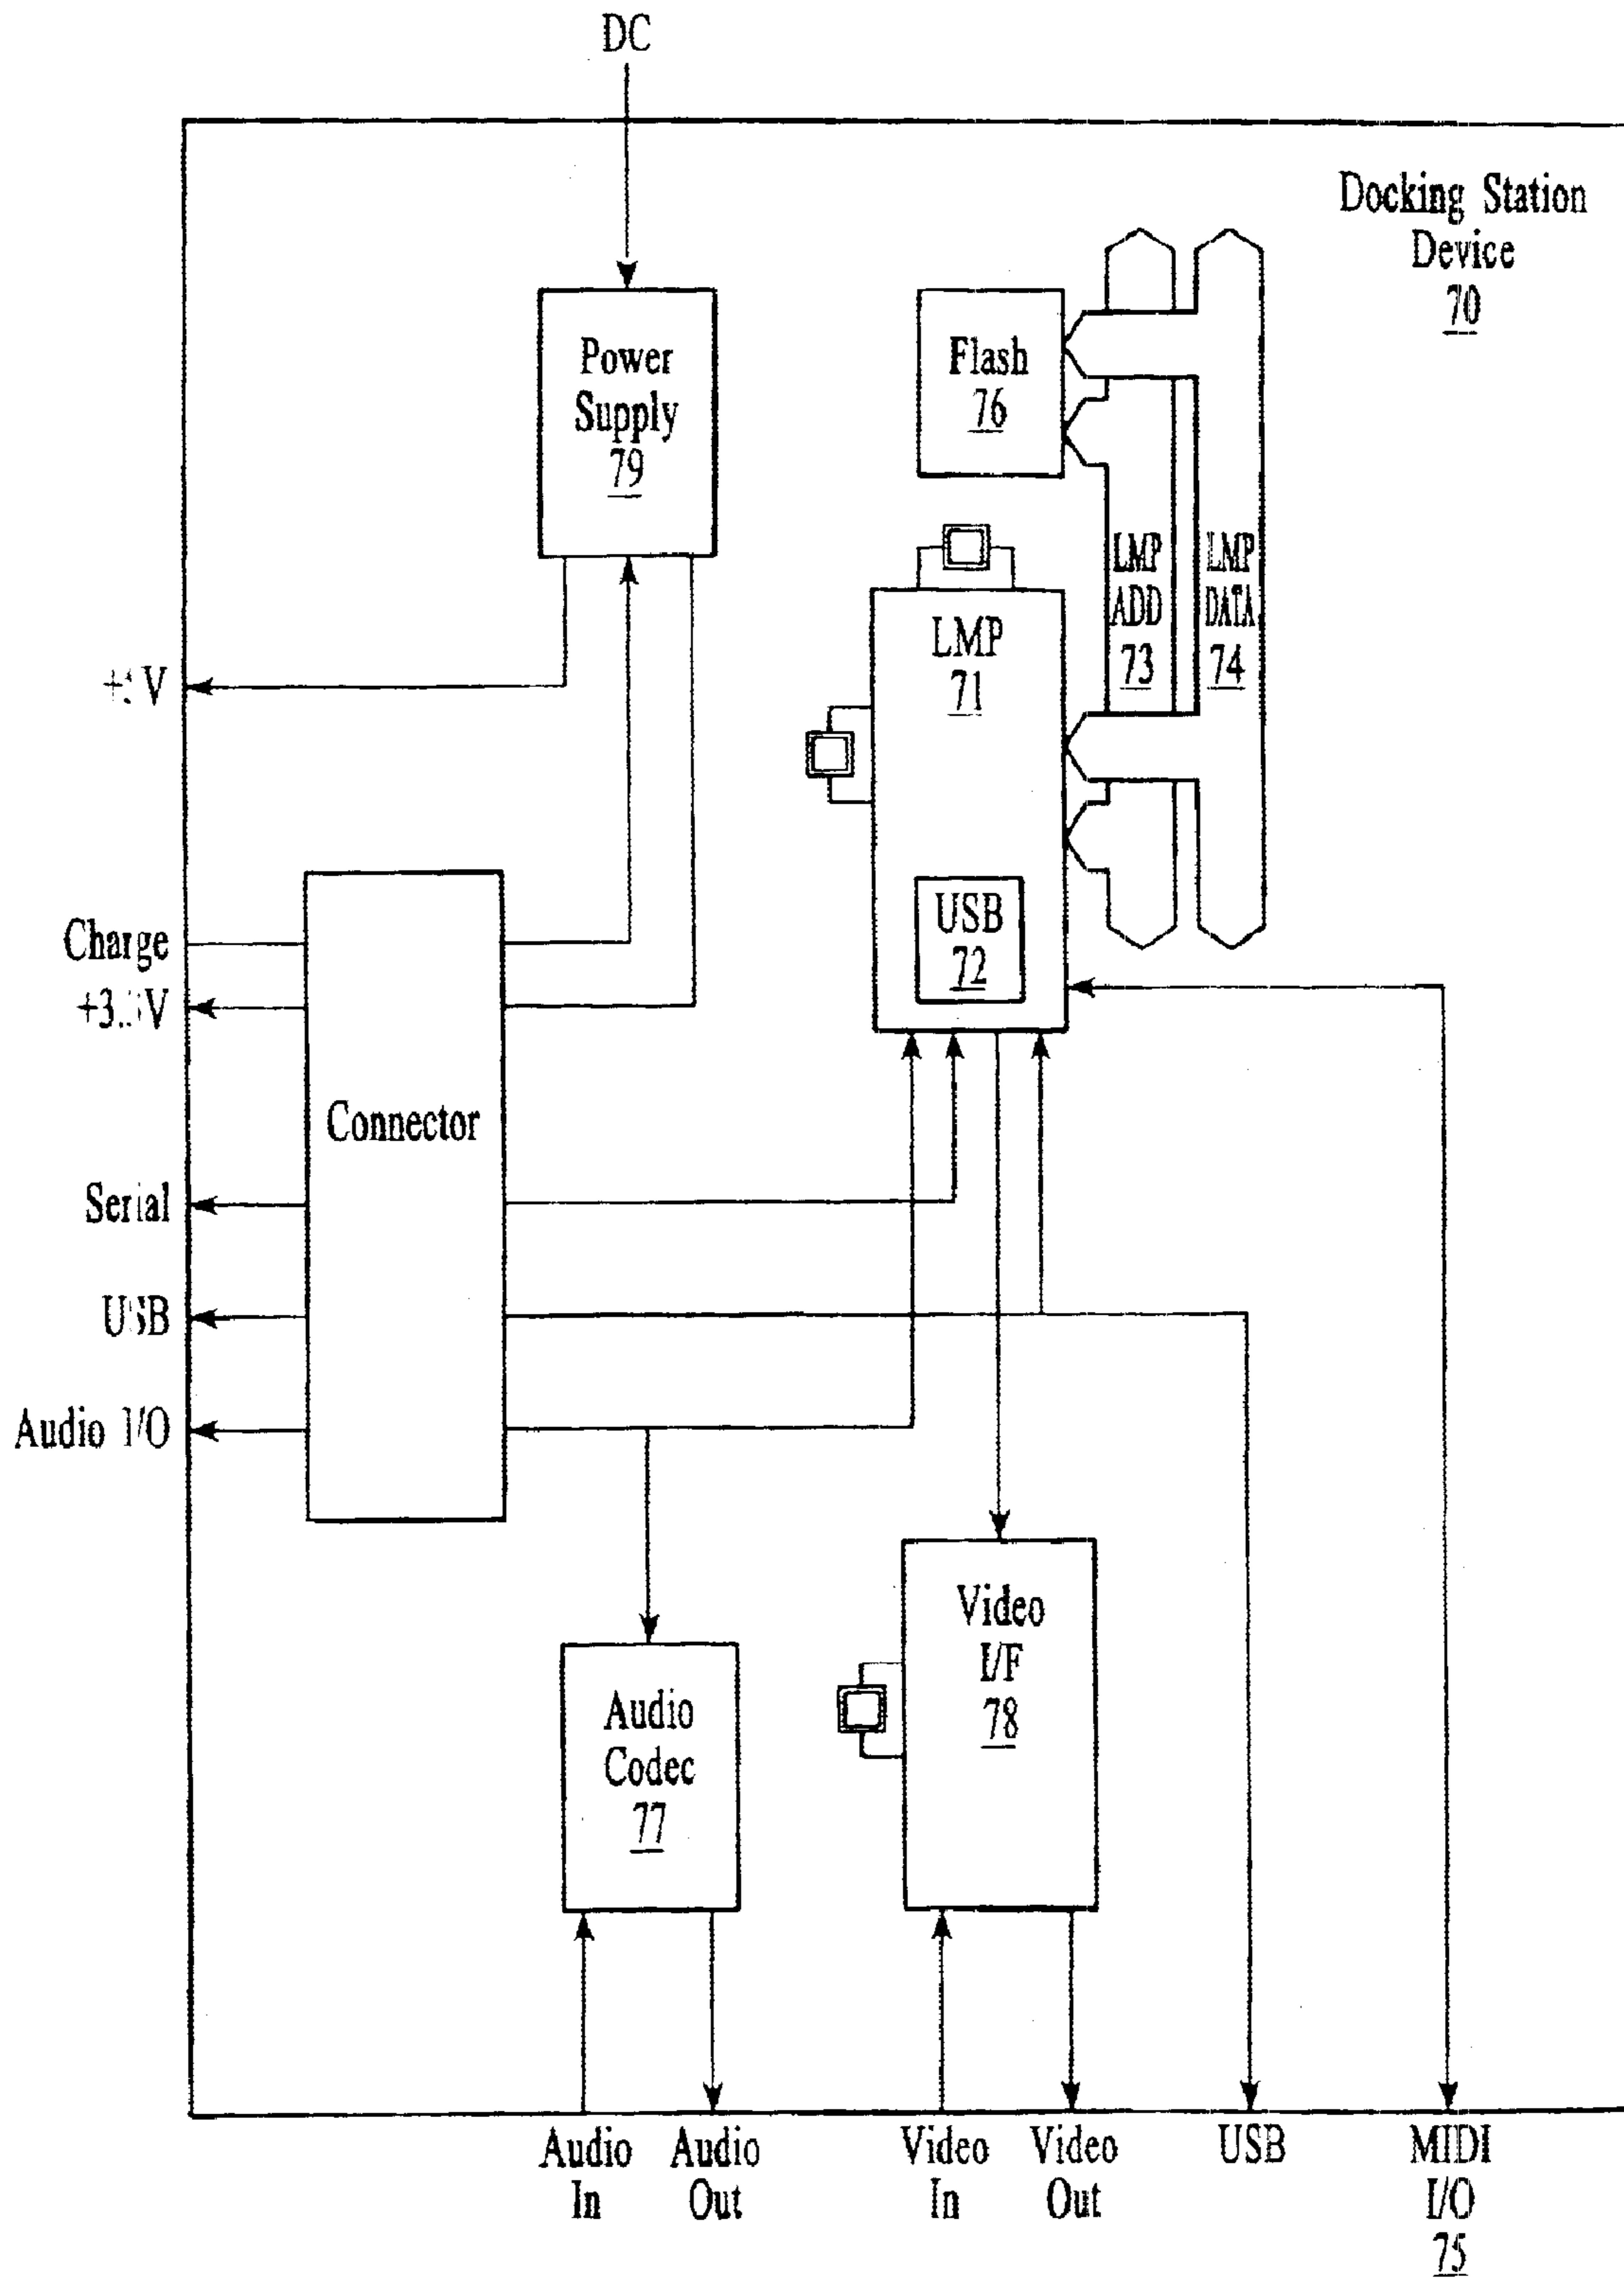 DC
Docking Station
Device
70
Power
Supply
79
Flash
76
LMP
ADD
73
LMP
DATA
74
LMP
71
USB
72
Charge
Connector
Serial
USB
Audio I/O
Video
I/F
78
Audio
Codec
77
Audio
In
Audio
Out
Video
In
Video
Out
USB
MIDI
I/O
75